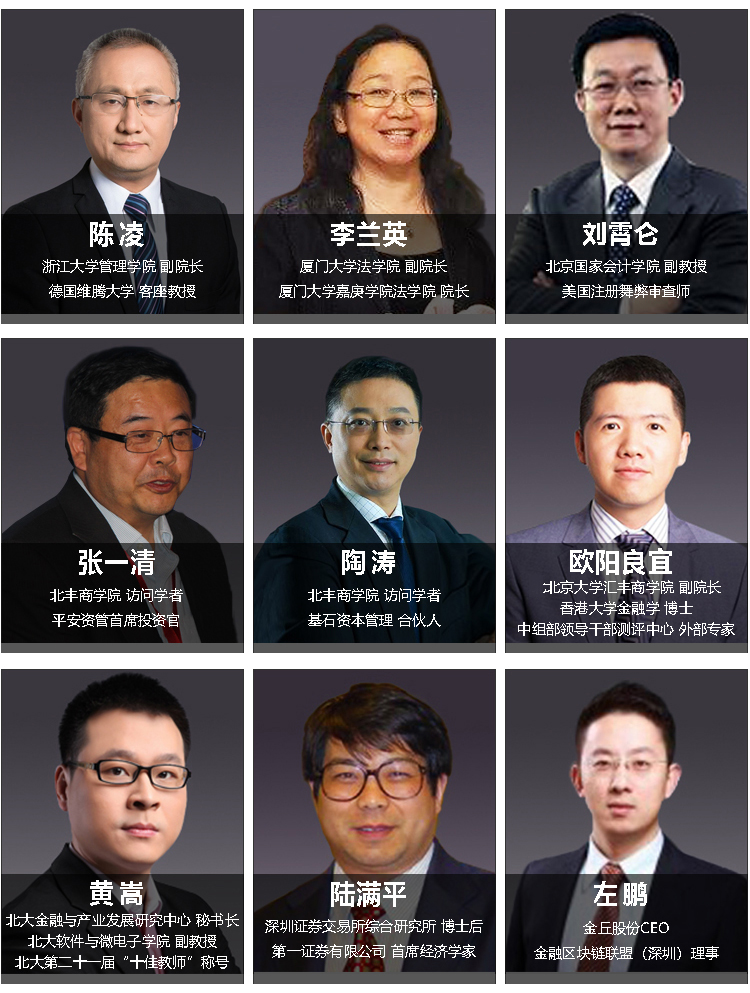 陈凌
浙江大学管理学院 副院长
德国维腾大学 客座教授
李兰英
厦门大学法学院 副院长
厦门大学嘉庚学院法学院 院长
刘霄仑
北京国家会计学院 副教授
美国注册舞弊审查师
张一清
北丰商学院 访问学者
平安资管首席投资官
陶涛
北丰商学院 访问学者
基石资本管理 合伙人
欧阳良宜
北京大学汇丰商学院 副院长
香港大学金融学 博士
中组部领导干部测评中心 外部专家
黄嵩
北大金融与产业发展研究中心 秘书长
北大软件与微电子学院 副教授
北大第二十一届“十佳教师”称号
陆满平
深圳证券交易所综合研究所 博士后
第一证券有限公司 首席经济学家
左鹏
金丘股份CEO
金融区块链联盟（深圳）理事